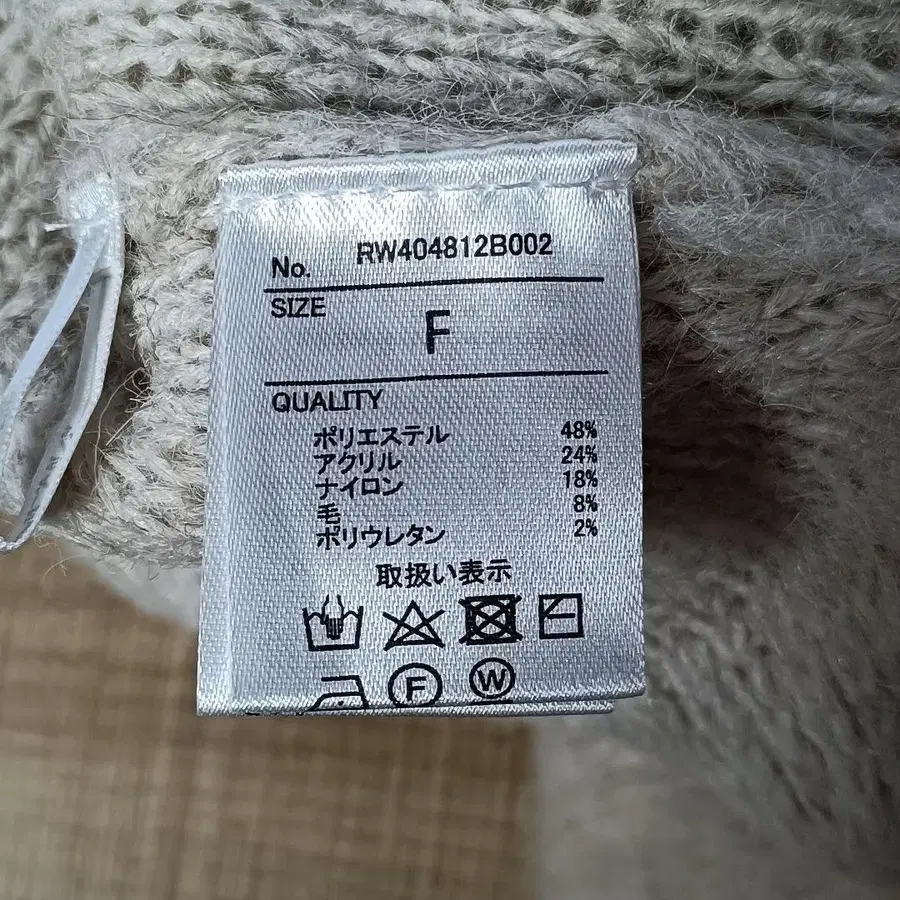 No. RW404812B002
SIZE
F
QUALITY
ポリエステル 48%
アクリル 24%
ナイロン 18%
毛 8%
ポリウレタン 2%
取扱い表示
F W